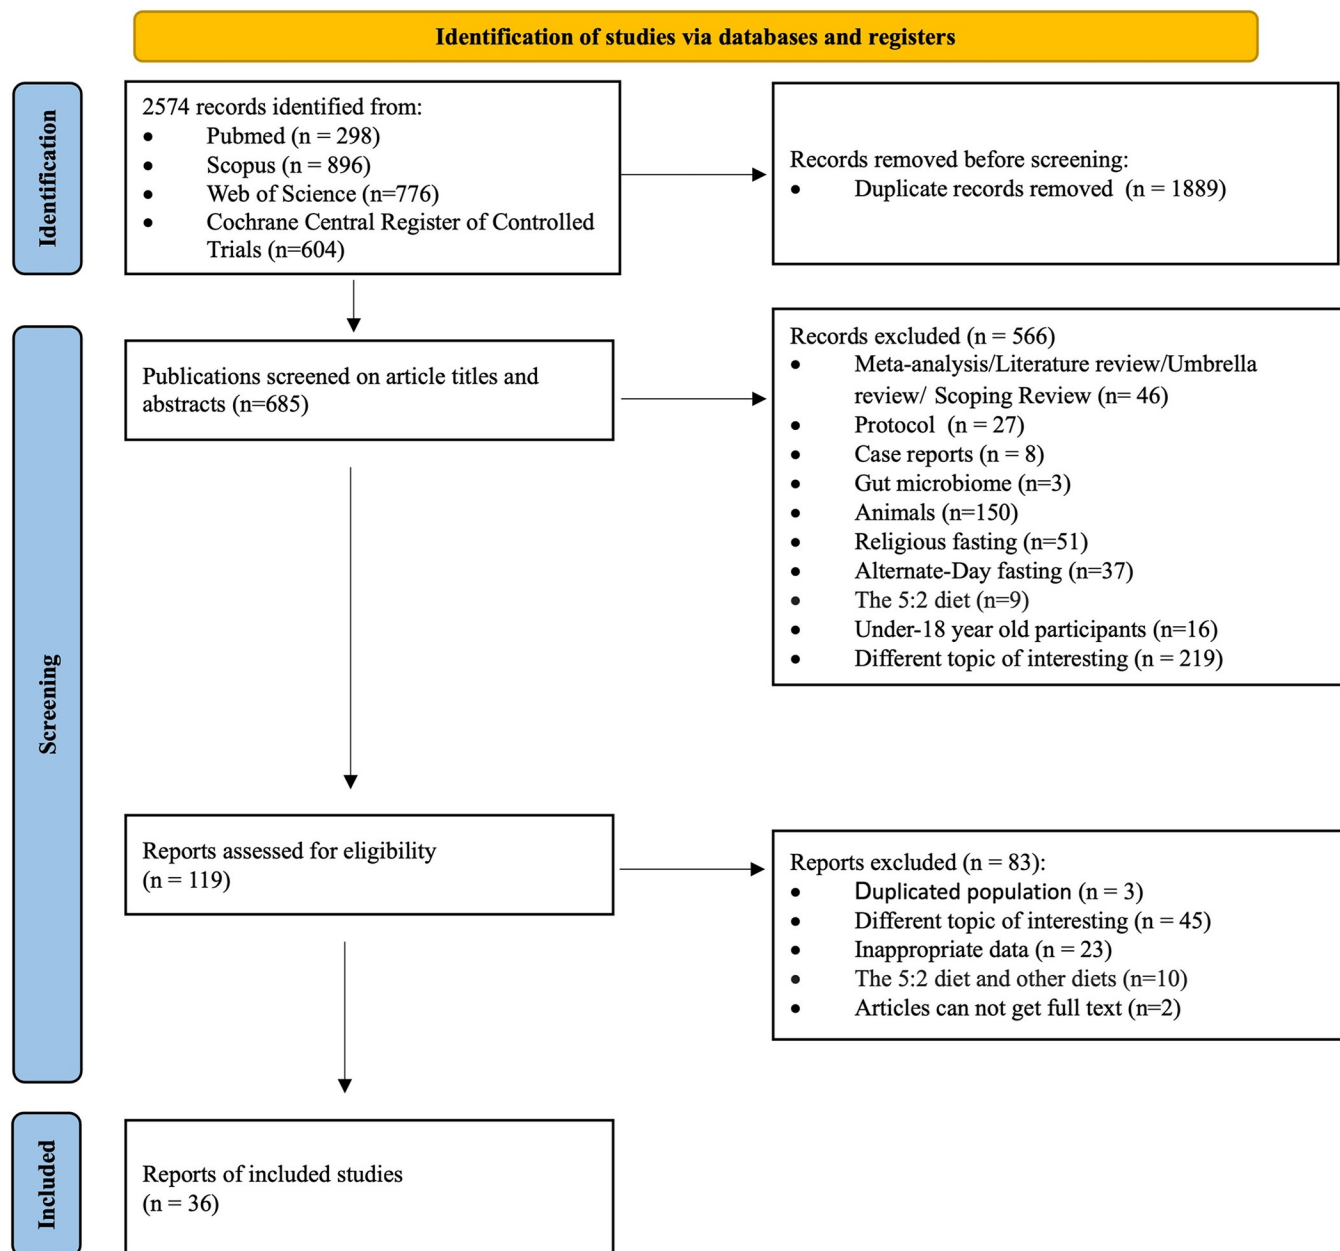 Identification of studies via databases and registers
Identification
2574 records identified from:
• Pubmed (n = 298)
• Scopus (n = 896)
• Web of Science (n=776)
• Cochrane Central Register of Controlled
Trials (n=604)
Records removed before screening:
• Duplicate records removed (n = 1889)
Screening
Publications screened on article titles and
abstracts (n=685)
Records excluded (n = 566)
• Meta-analysis/Literature review/Umbrella
review/ Scoping Review (n= 46)
• Protocol (n = 27)
• Case reports (n = 8)
• Gut microbiome (n=3)
• Animals (n=150)
• Religious fasting (n=51)
• Alternate-Day fasting (n=37)
• The 5:2 diet (n=9)
• Under-18 year old participants (n=16)
• Different topic of interesting (n = 219)
Reports assessed for eligibility
(n = 119)
Reports excluded (n = 83):
• Duplicated population (n = 3)
• Different topic of interesting (n = 45)
• Inappropriate data (n = 23)
• The 5:2 diet and other diets (n=10)
• Articles can not get full text (n=2)
Included
Reports of included studies
(n = 36)